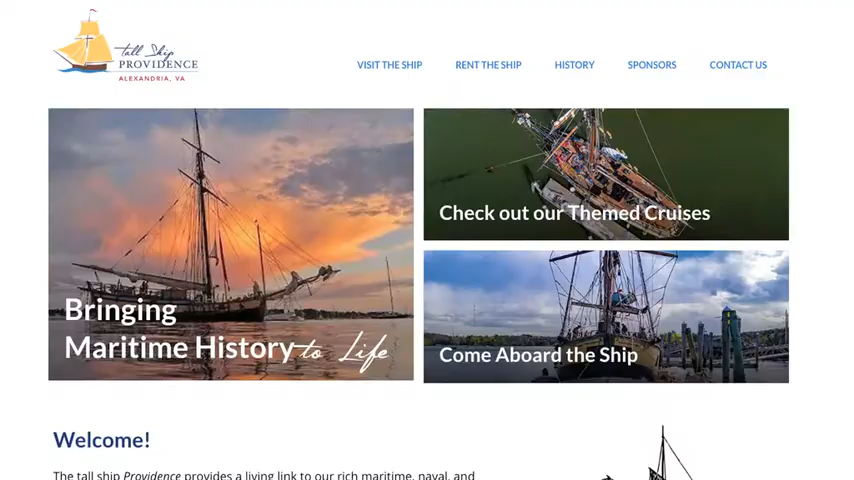 tall Ship
PROVIDENCE
ALEXANDRIA, VA
VISIT THE SHIP
RENT THE SHIP
HISTORY
SPONSORS
CONTACT US
Bringing
Maritime History to Life
Check out our Themed Cruises
Come Aboard the Ship
Welcome!
The tall ship Providence provides a living link to our rich maritime, naval, and